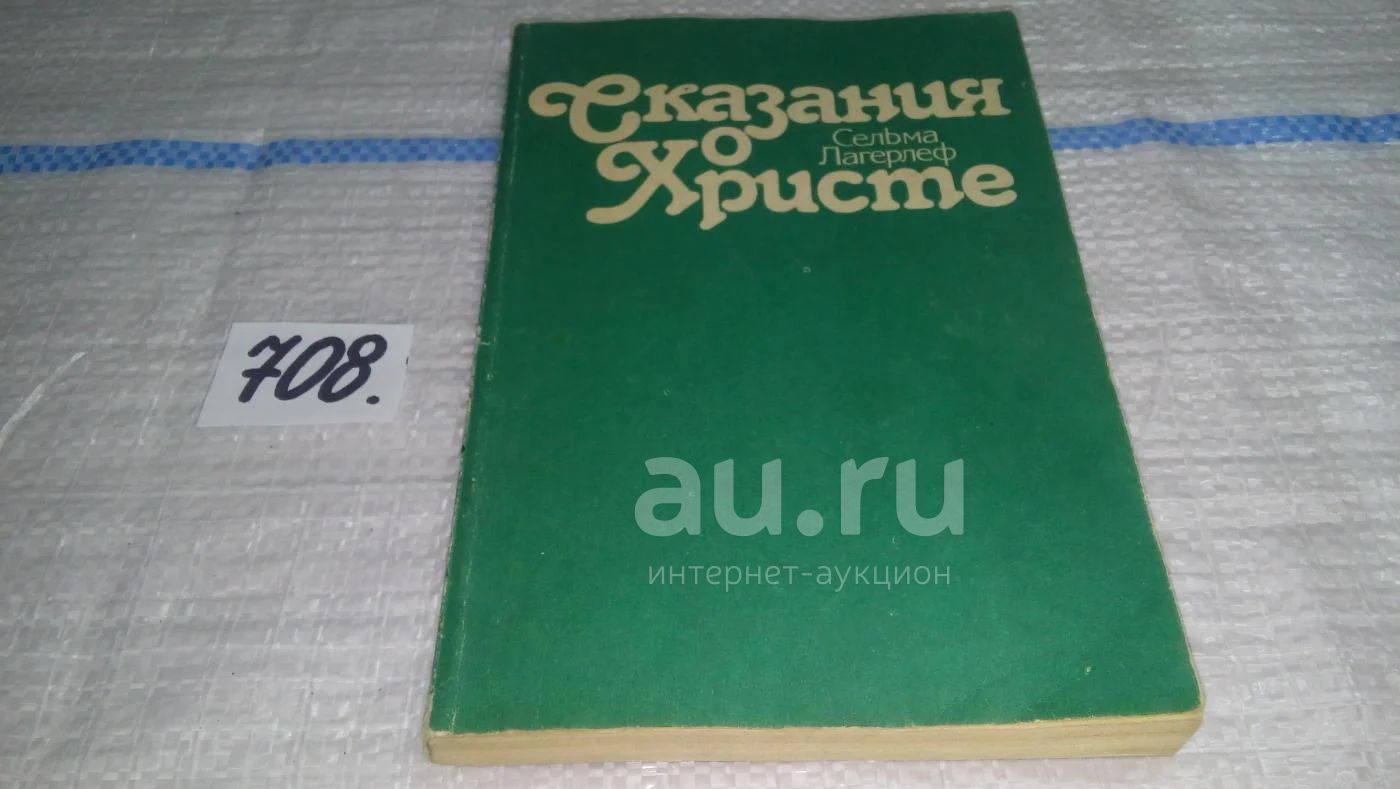 Сказания
о
Сельма
Лагерлеф
Христе
708.
au.ru
интернет-аукцион